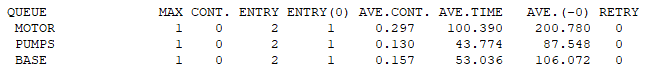 QUEUE MAX CONT. ENTRY ENTRY(0) AVE.CONT. AVE.TIME AVE.(-0) RETRY
MOTOR 1 0 2 1 0.297 100.390 200.780 0
PUMPS 1 0 2 1 0.130 43.774 87.548 0
BASE 1 0 2 1 0.157 53.036 106.072 0